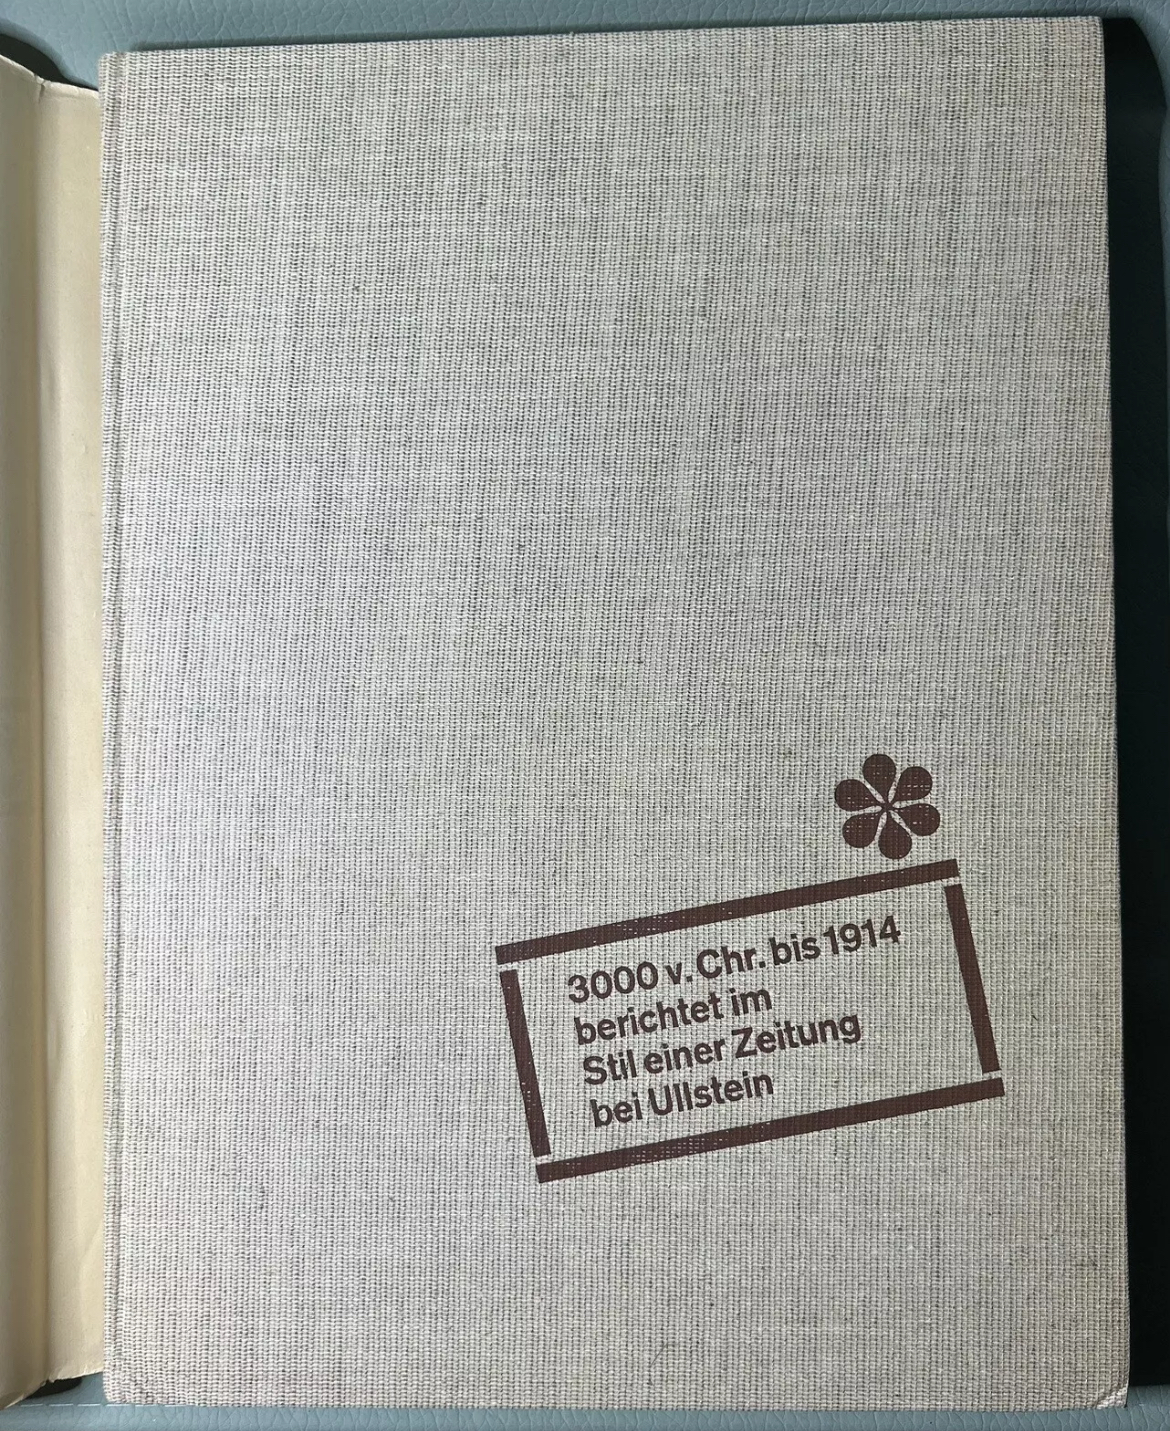 3000 v. Chr. bis 1914
berichtet im
Stil einer Zeitung
bei Ullstein